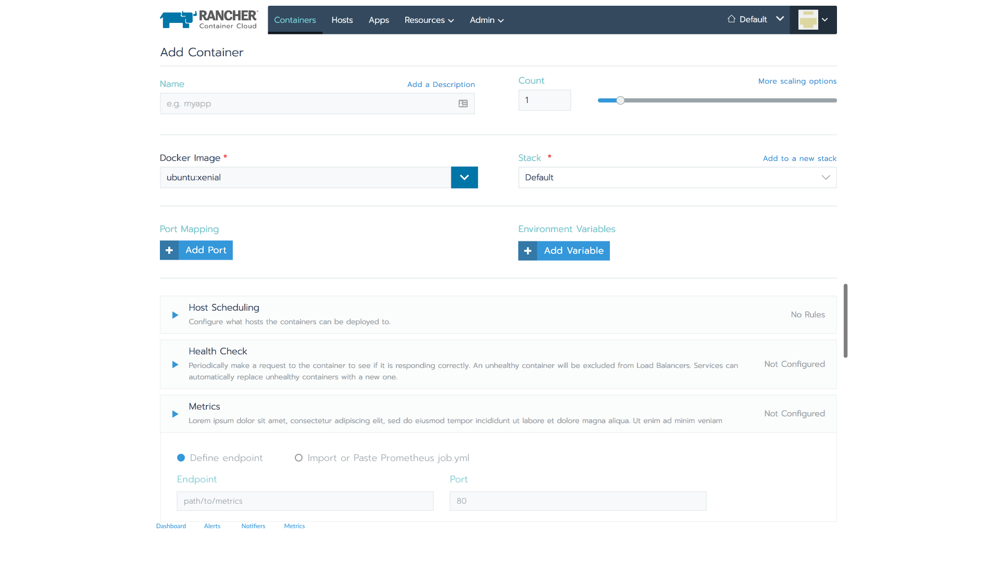 RANCHER
Container Cloud
Containers Hosts Apps Resources Admin Default
Add Container
Name Add a Description
e.g. myapp
Count More scaling options
1
Docker Image *
ubuntu:xenial
Stack * Add to a new stack
Default
Port Mapping
+ Add Port
Environment Variables
+ Add Variable
Host Scheduling
Configure what hosts the containers can be deployed to.
No Rules
Health Check
Periodically make a request to the container to see if it is responding correctly. An unhealthy container will be excluded from Load Balancers. Services can
automatically replace unhealthy containers with a new one.
Not Configured
Metrics
Lorem ipsum dolor sit amet, consectetur adipiscing elit, sed do eiusmod tempor incididunt ut labore et dolore magna aliqua. Ut enim ad minim veniam
Not Configured
Define endpoint Import or Paste Prometheus job.yml
Endpoint Port
path/to/metrics 80
Dashboard Alerts Notifiers Metrics